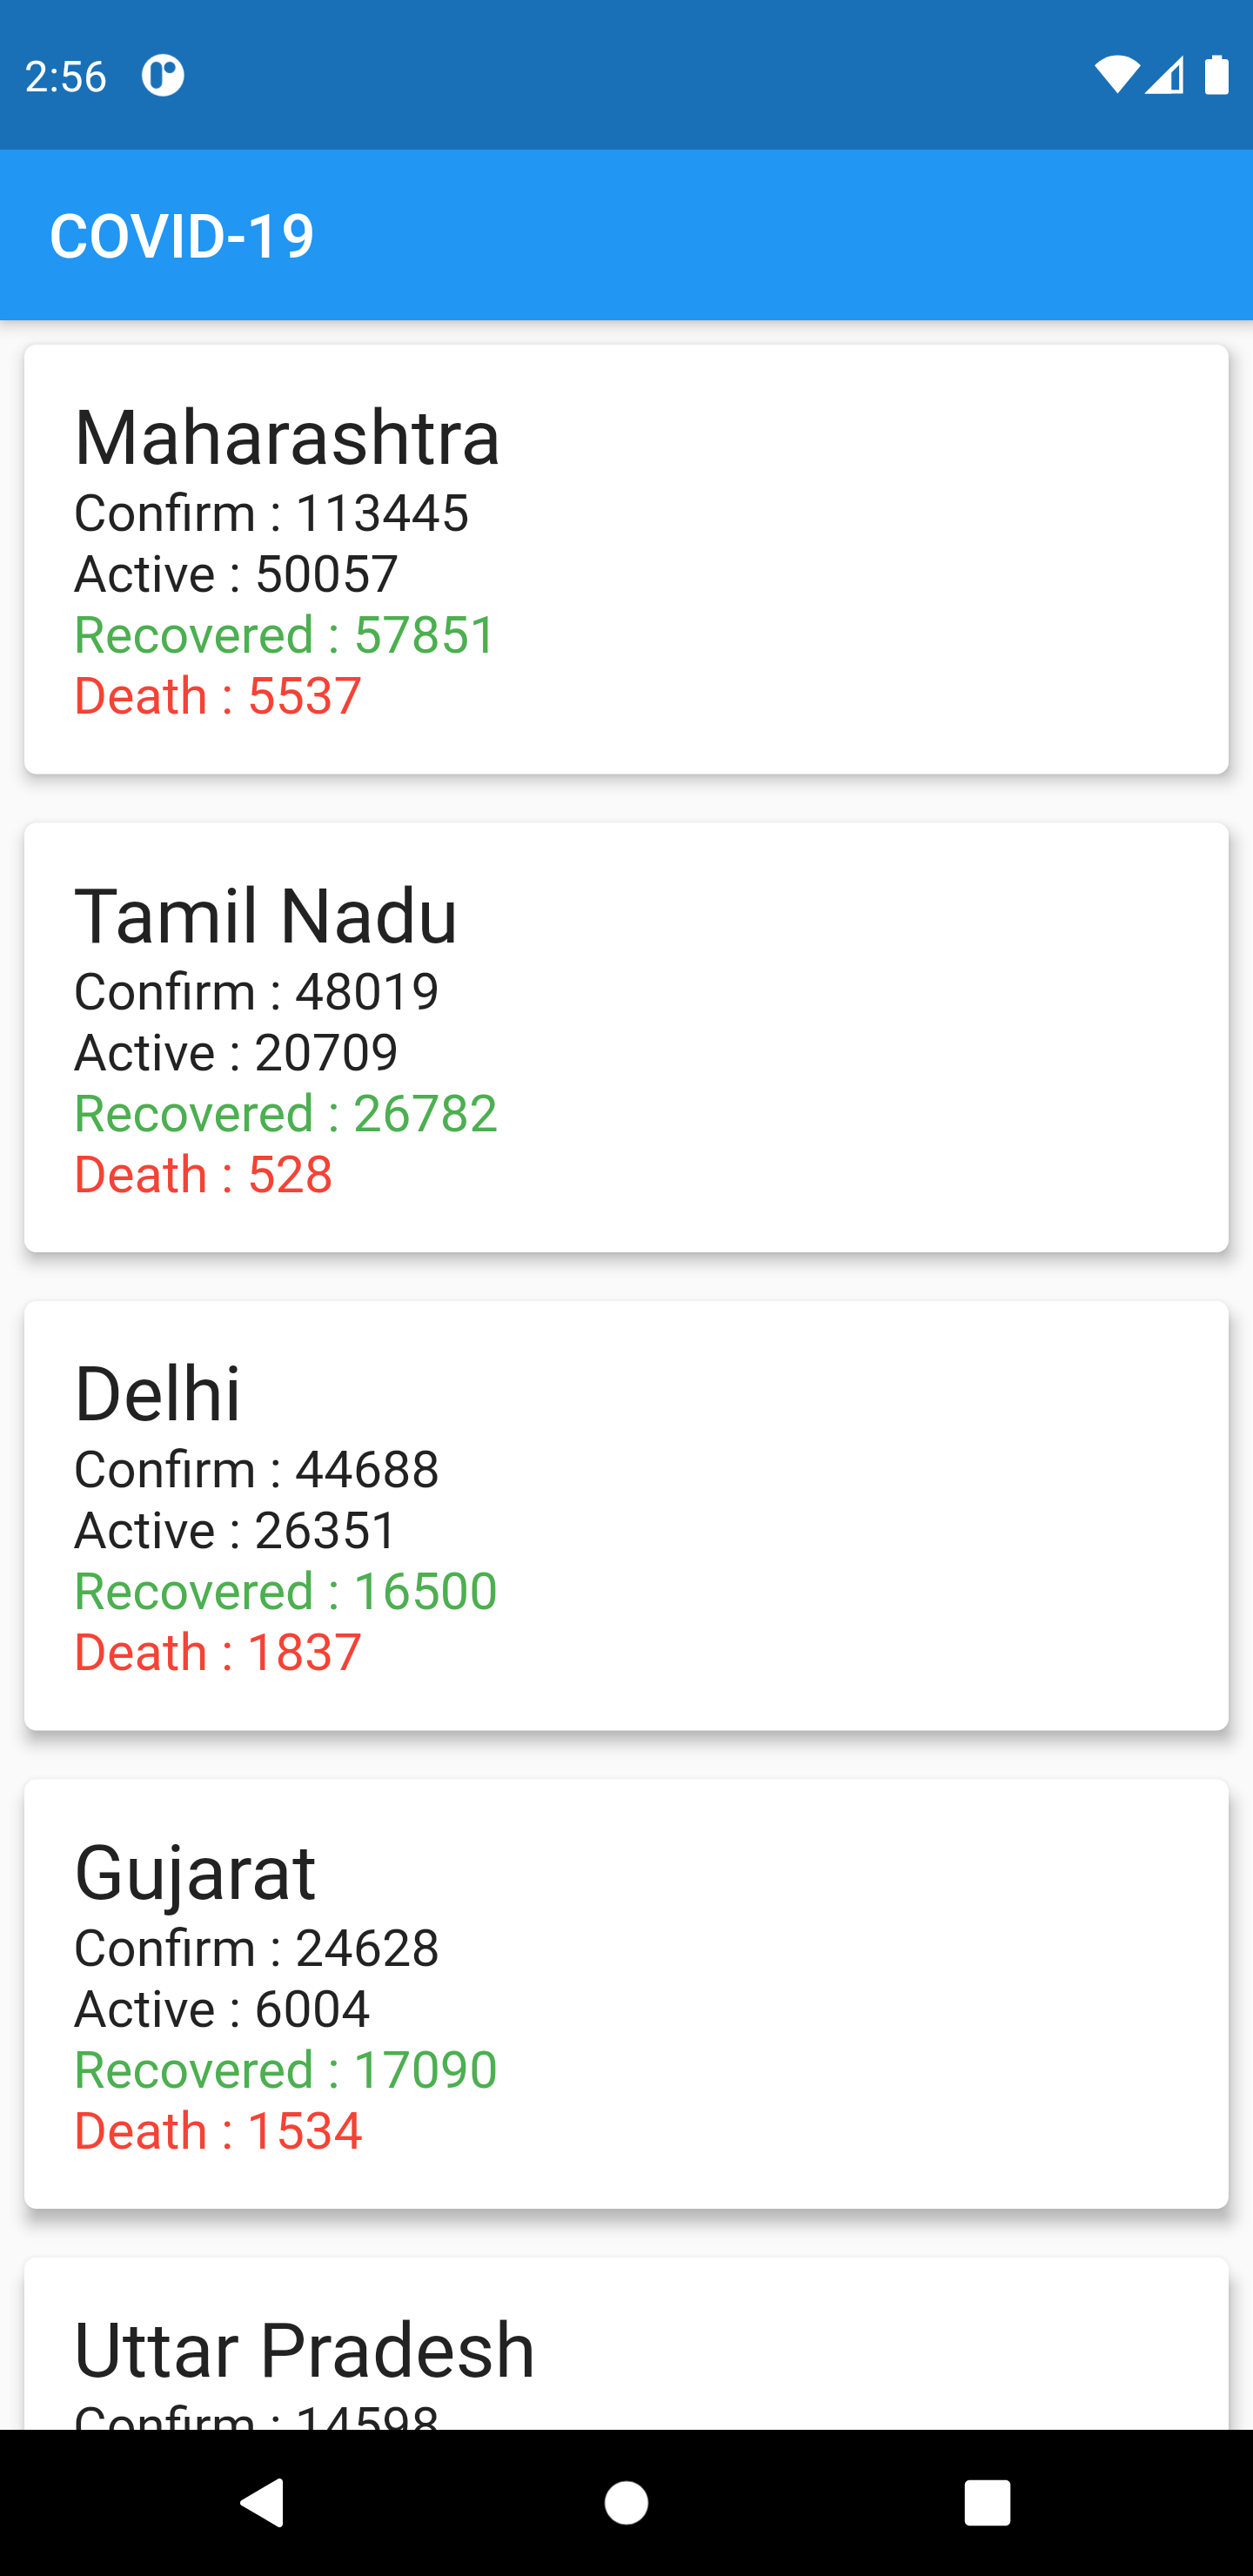 2:56
COVID-19
Maharashtra
Confirm : 113445
Active : 50057
Recovered : 57851
Death : 5537
Tamil Nadu
Confirm : 48019
Active : 20709
Recovered : 26782
Death : 528
Delhi
Confirm : 44688
Active : 26351
Recovered : 16500
Death : 1837
Gujarat
Confirm : 24628
Active : 6004
Recovered : 17090
Death : 1534
Uttar Pradesh
Confirm : 14598